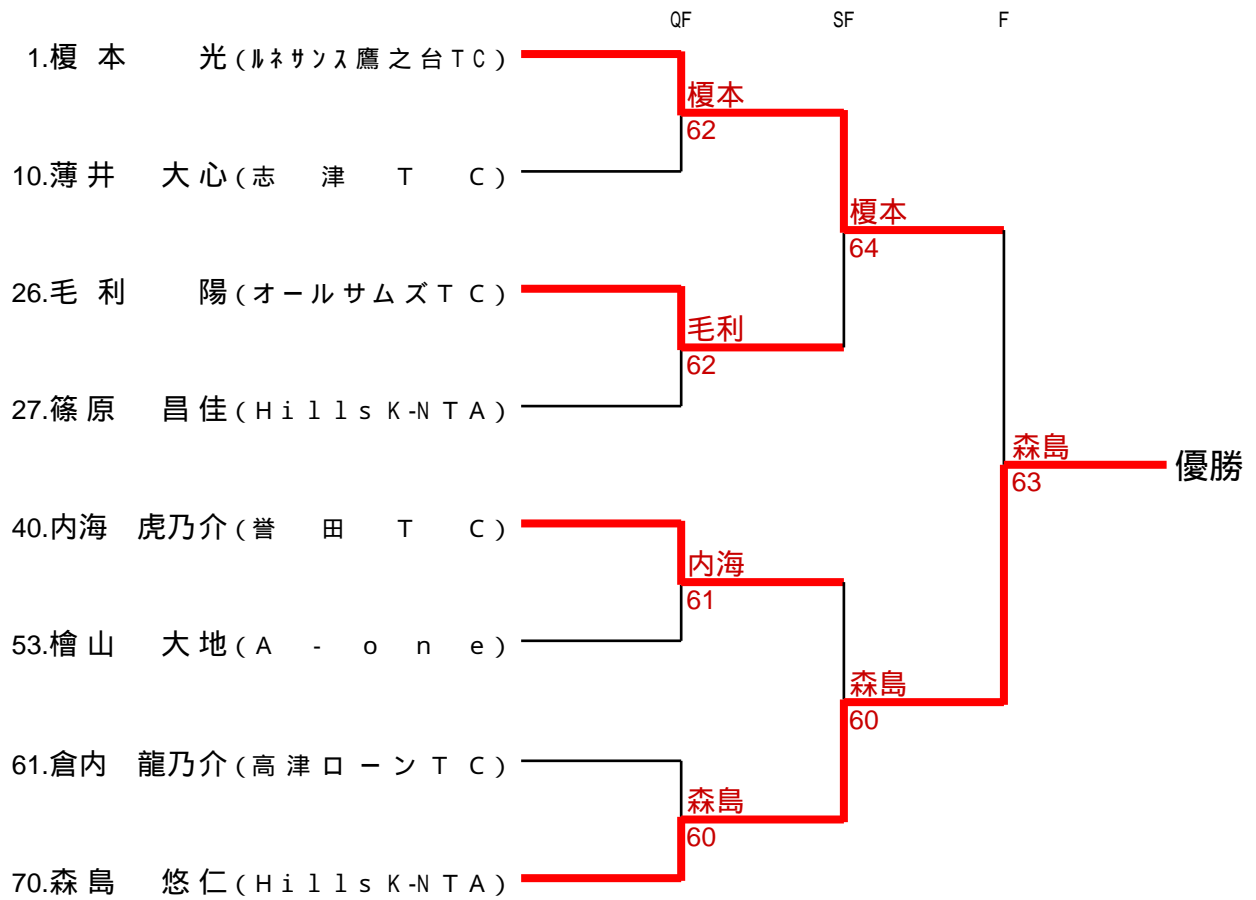 QF SF F
1.榎本 光(ﾙﾈｻﾝｽ鷹之台TC)
榎本
62
10.薄井 大心(志津TC)
榎本
64
26.毛利 陽(オールサムズTC)
毛利
62
27.篠原 昌佳(HillsK-NTA)
森島
63
優勝
40.内海 虎乃介(誉田TC)
内海
61
53.檜山 大地(A-one)
森島
60
61.倉内 龍乃介(高津ローンTC)
森島
60
70.森島 悠仁(HillsK-NTA)